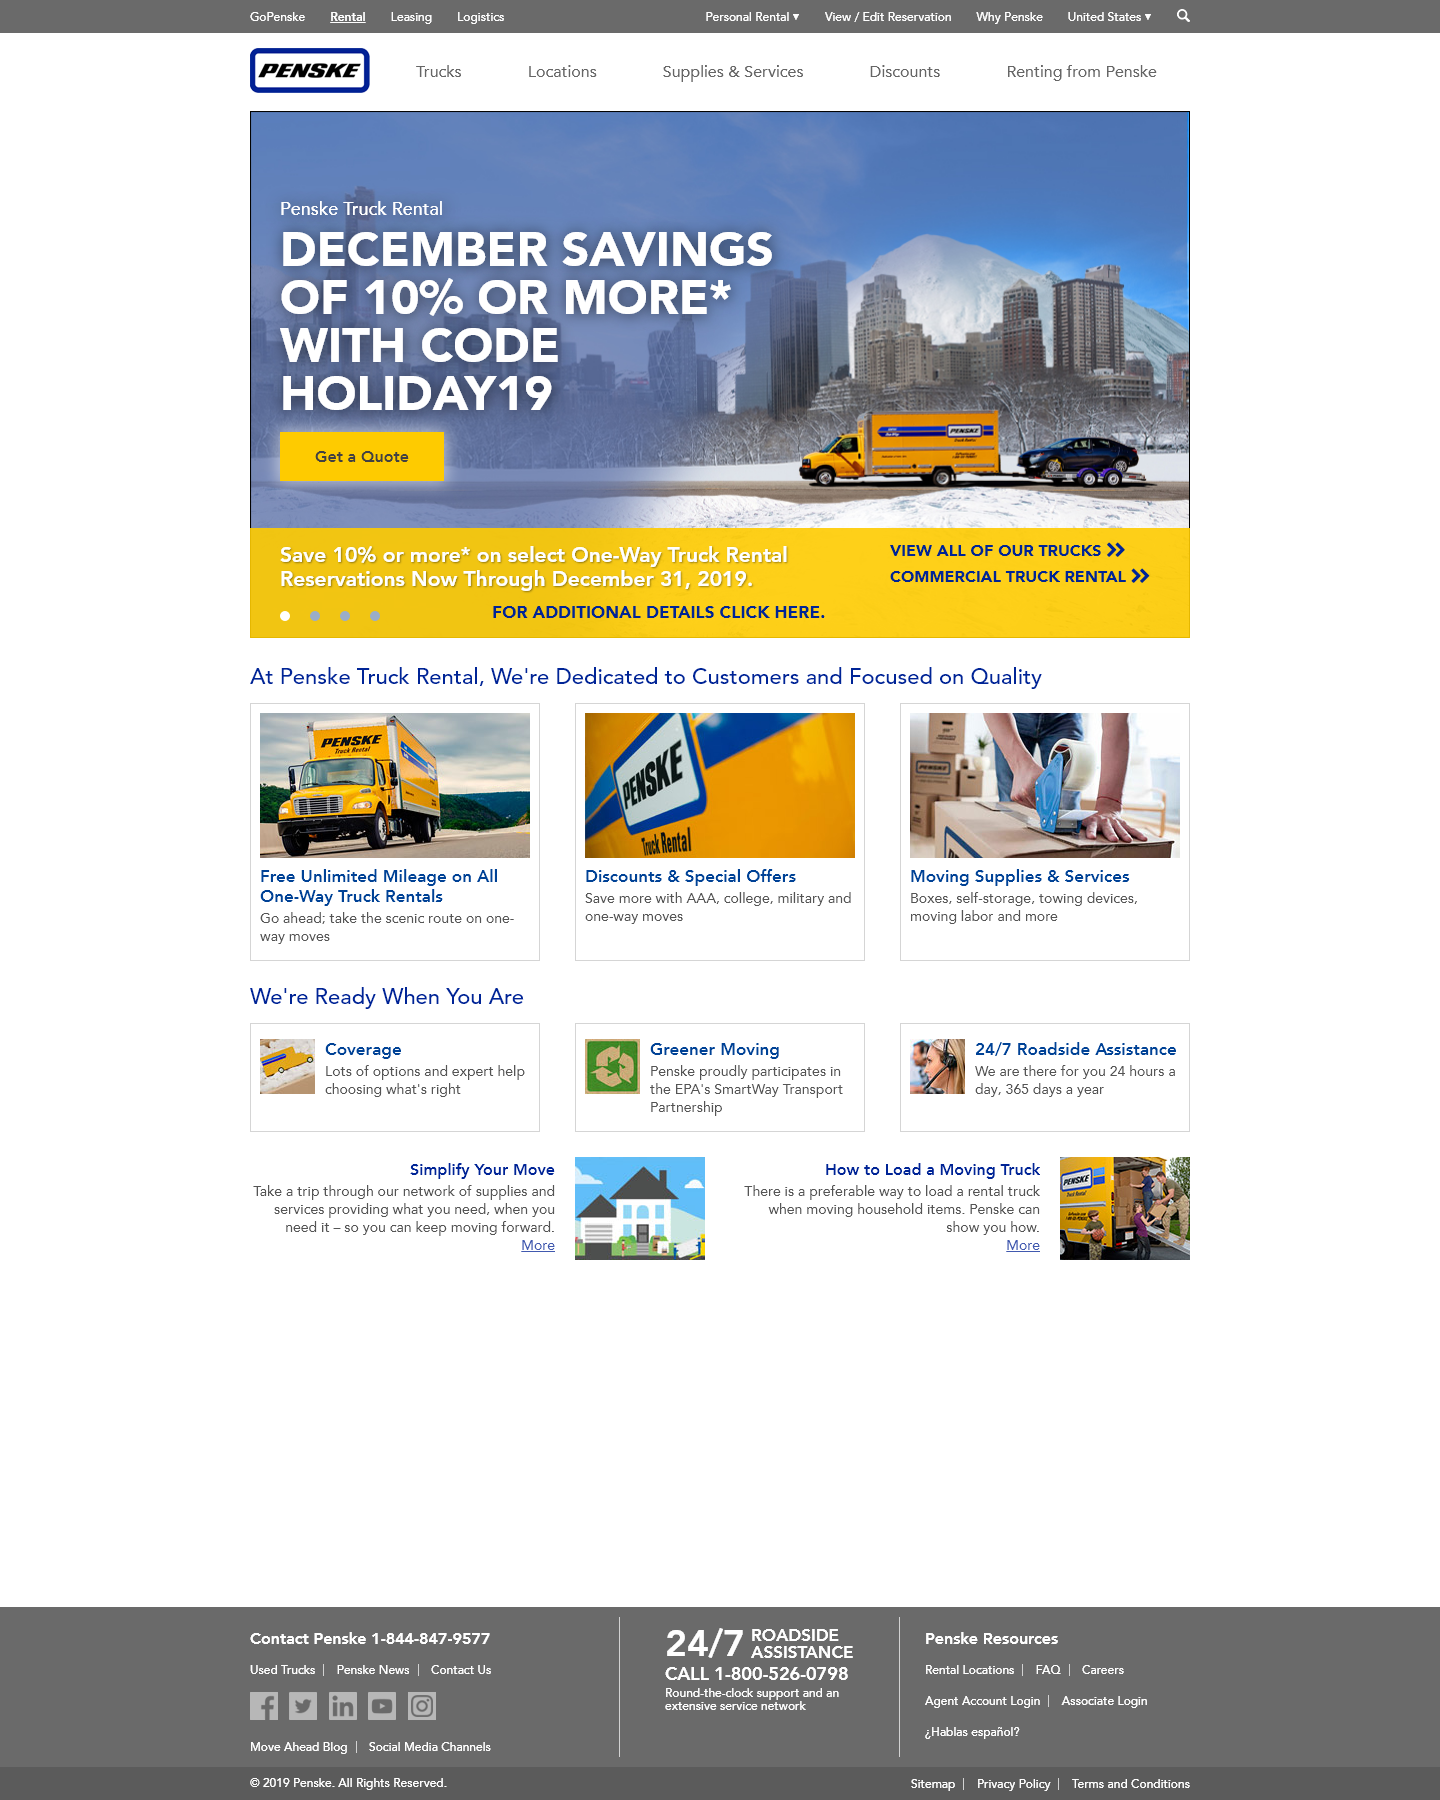 GoPenske Rental Leasing Logistics Personal Rental ▾ View / Edit Reservation Why Penske United States ▾
PENSKE Trucks Locations Supplies & Services Discounts Renting from Penske
Penske Truck Rental
DECEMBER SAVINGS
OF 10% OR MORE*
WITH CODE
HOLIDAY19
Get a Quote
PENSKE
Truck Rental
Save 10% or more* on select One-Way Truck Rental
Reservations Now Through December 31, 2019.
VIEW ALL OF OUR TRUCKS
COMMERCIAL TRUCK RENTAL
FOR ADDITIONAL DETAILS CLICK HERE.
At Penske Truck Rental, We're Dedicated to Customers and Focused on Quality
PENSKE
Truck Rental
Free Unlimited Mileage on All
One-Way Truck Rentals
Go ahead; take the scenic route on one-
way moves
PENSKE
Truck Rental
Discounts & Special Offers
Save more with AAA, college, military and
one-way moves
PENSKE
Moving Supplies & Services
Boxes, self-storage, towing devices,
moving labor and more
We're Ready When You Are
Coverage
Lots of options and expert help
choosing what's right
Greener Moving
Penske proudly participates in
the EPA's SmartWay Transport
Partnership
24/7 Roadside Assistance
We are there for you 24 hours a
day, 365 days a year
Simplify Your Move
Take a trip through our network of supplies and
services providing what you need, when you
need it – so you can keep moving forward.
More
How to Load a Moving Truck
There is a preferable way to load a rental truck
when moving household items. Penske can
show you how.
More
PENSKE
Truck Rental
Contact Penske 1-844-847-9577
Used Trucks | Penske News | Contact Us
Move Ahead Blog | Social Media Channels
24/7 ROADSIDE
ASSISTANCE
CALL 1-800-526-0798
Round-the-clock support and an
extensive service network
Penske Resources
Rental Locations | FAQ | Careers
Agent Account Login | Associate Login
¿Hablas español?
© 2019 Penske. All Rights Reserved.
Sitemap | Privacy Policy | Terms and Conditions